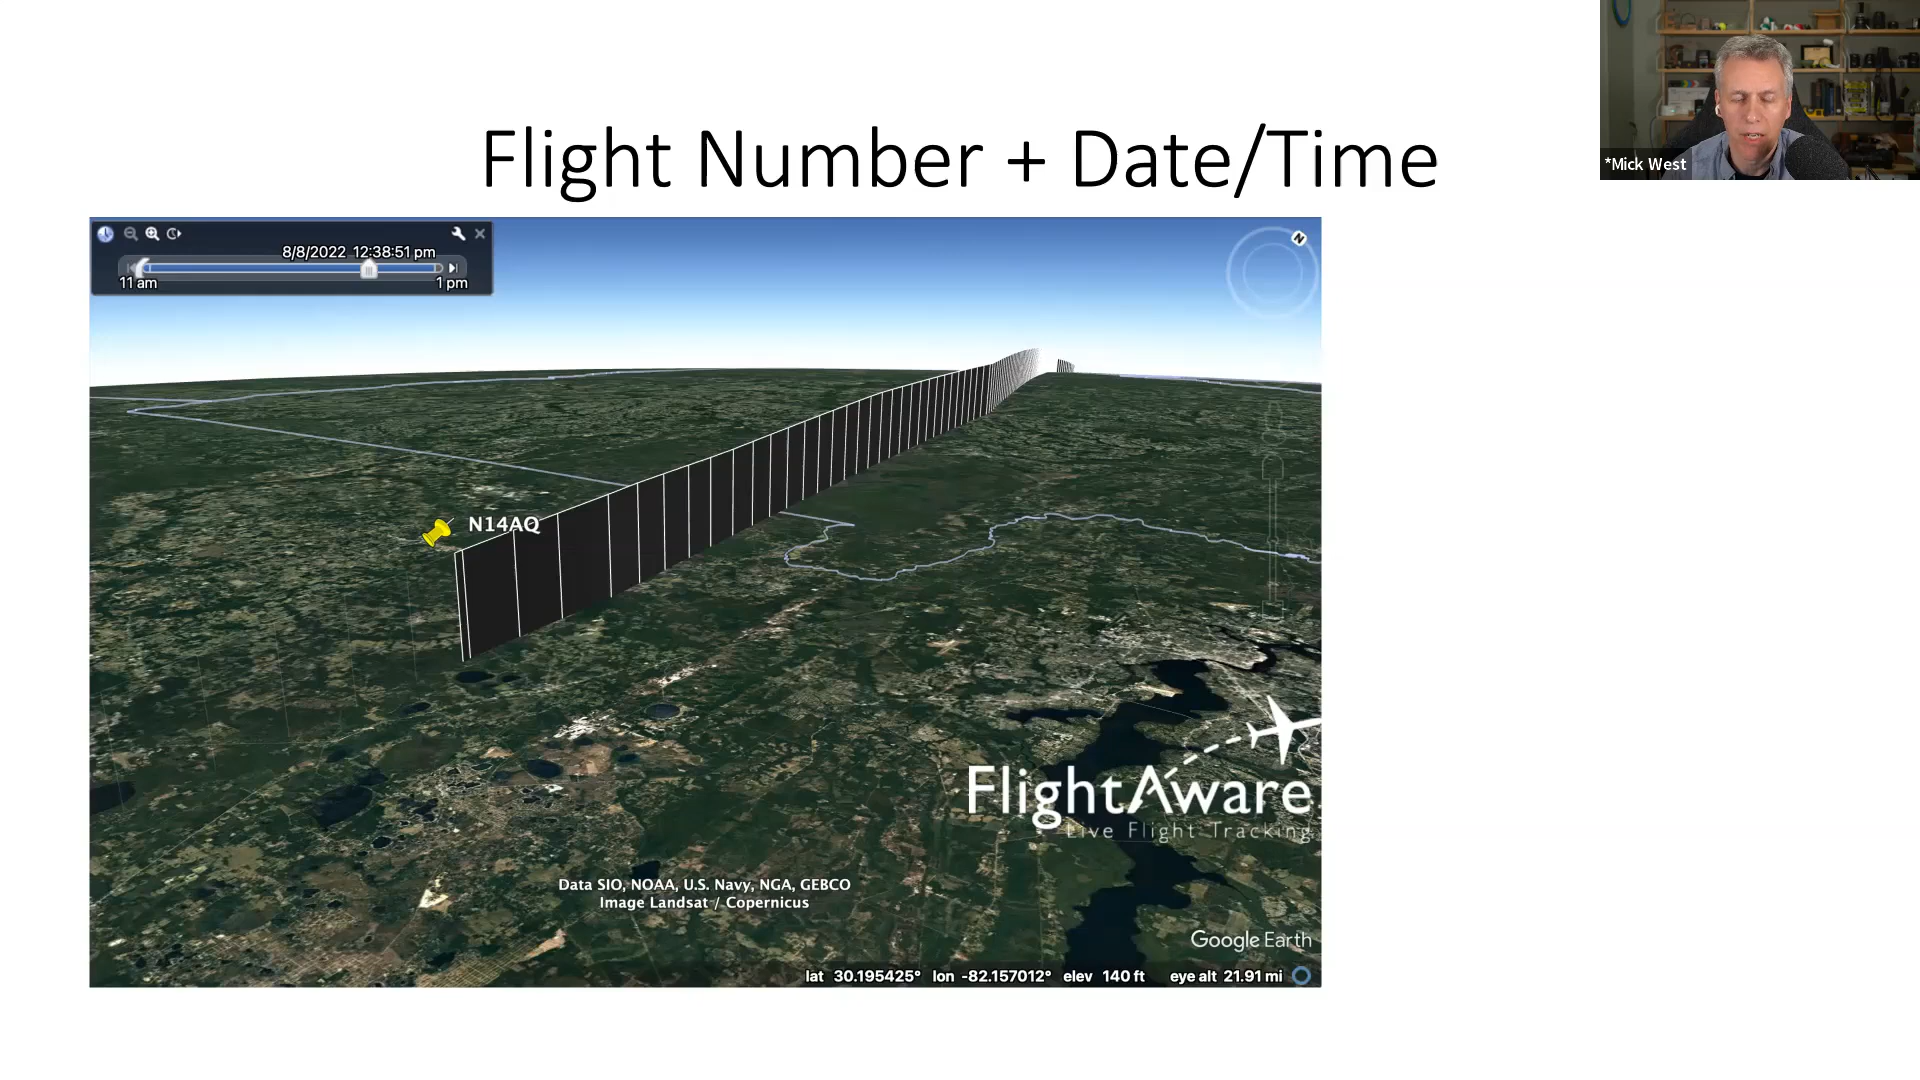 Flight Number + Date/Time
*Mick West
8/8/2022 12:38:51 pm
11 am
1 pm
N
N14AQ
FlightAware
Live Flight Tracking
Data SIO, NOAA, U.S. Navy, NGA, GEBCO
Image Landsat / Copernicus
Google Earth
lat 30.195425° lon -82.157012° elev 140 ft eye alt 21.91 mi